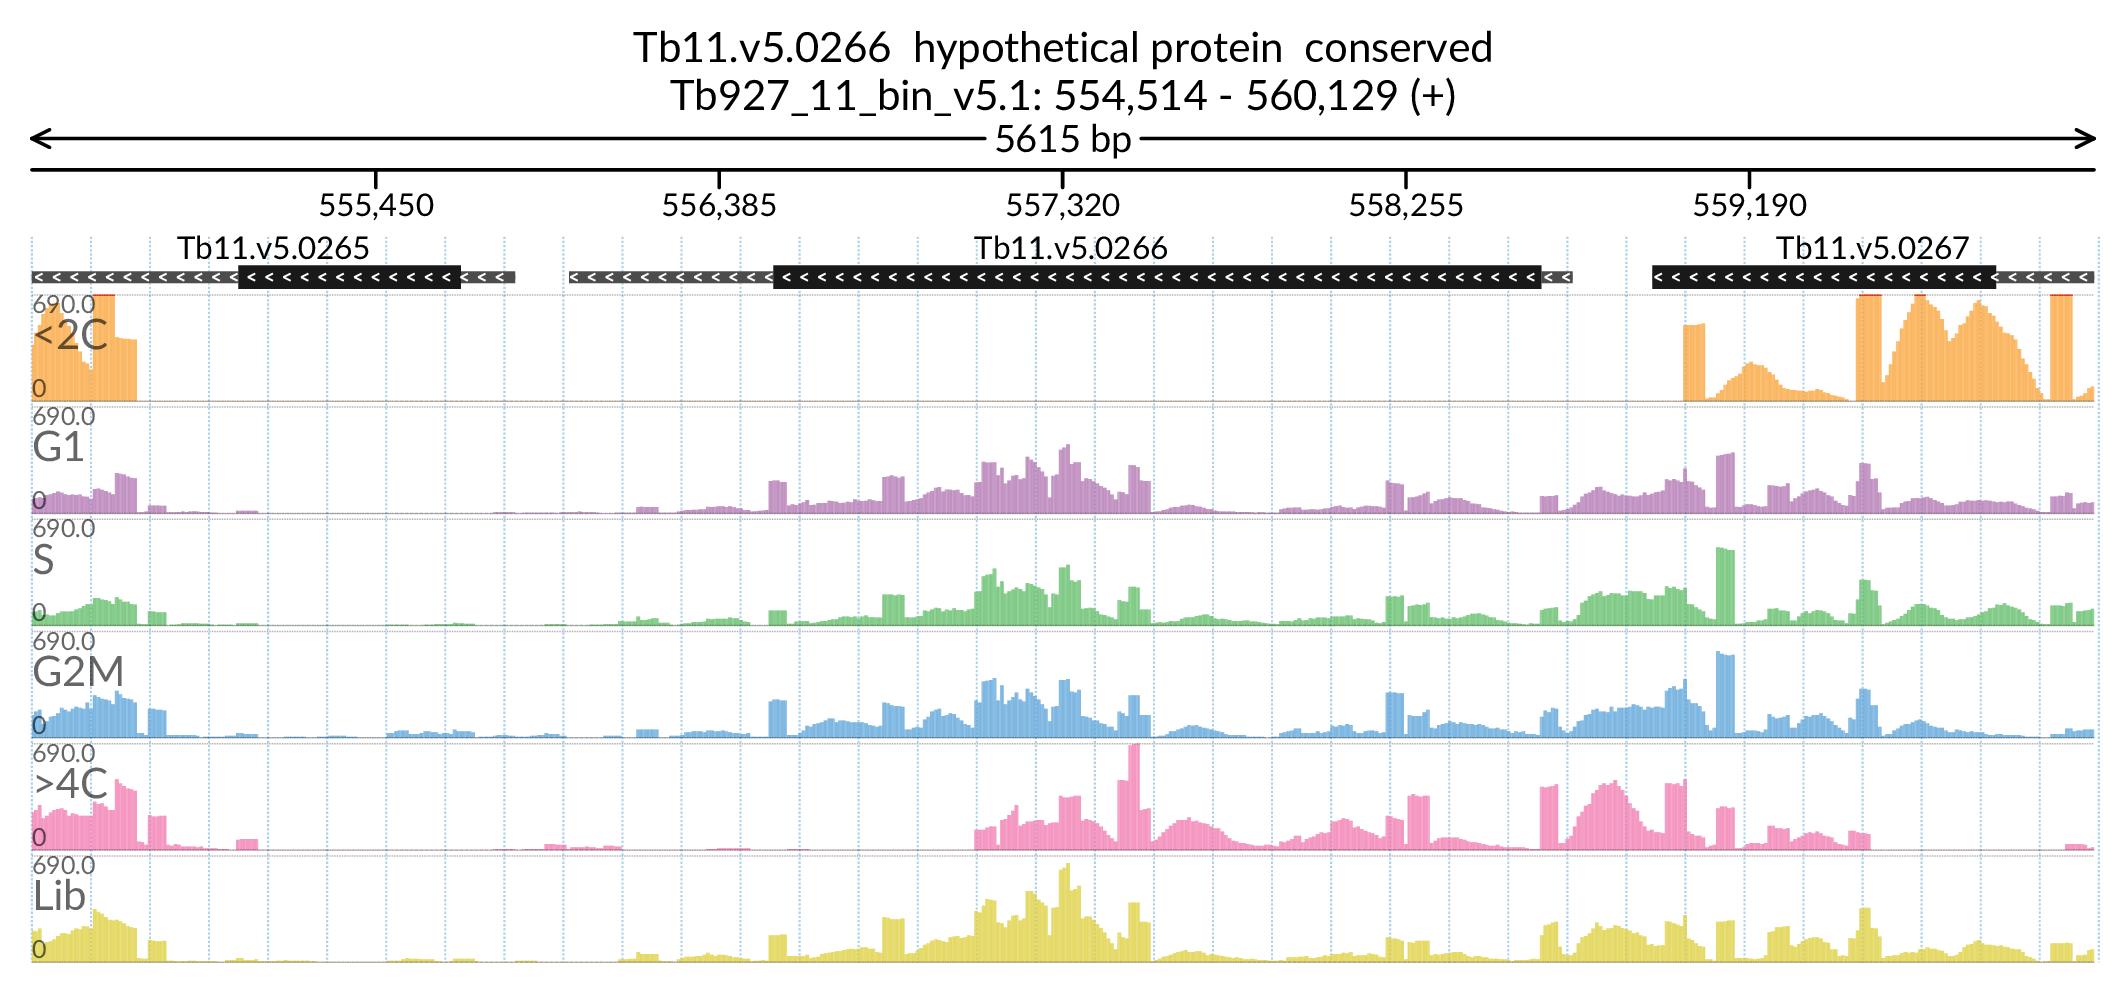 Tb11.v5.0266 hypothetical protein conserved
Tb927_11_bin_v5.1: 554,514 - 560,129 (+)
5615 bp
555,450 556,385 557,320 558,255 559,190
Tb11.v5.0265 Tb11.v5.0266 Tb11.v5.0267
690.0
<2C
0
690.0
G1
0
690.0
S
0
690.0
G2M
0
690.0
>4C
0
690.0
Lib
0